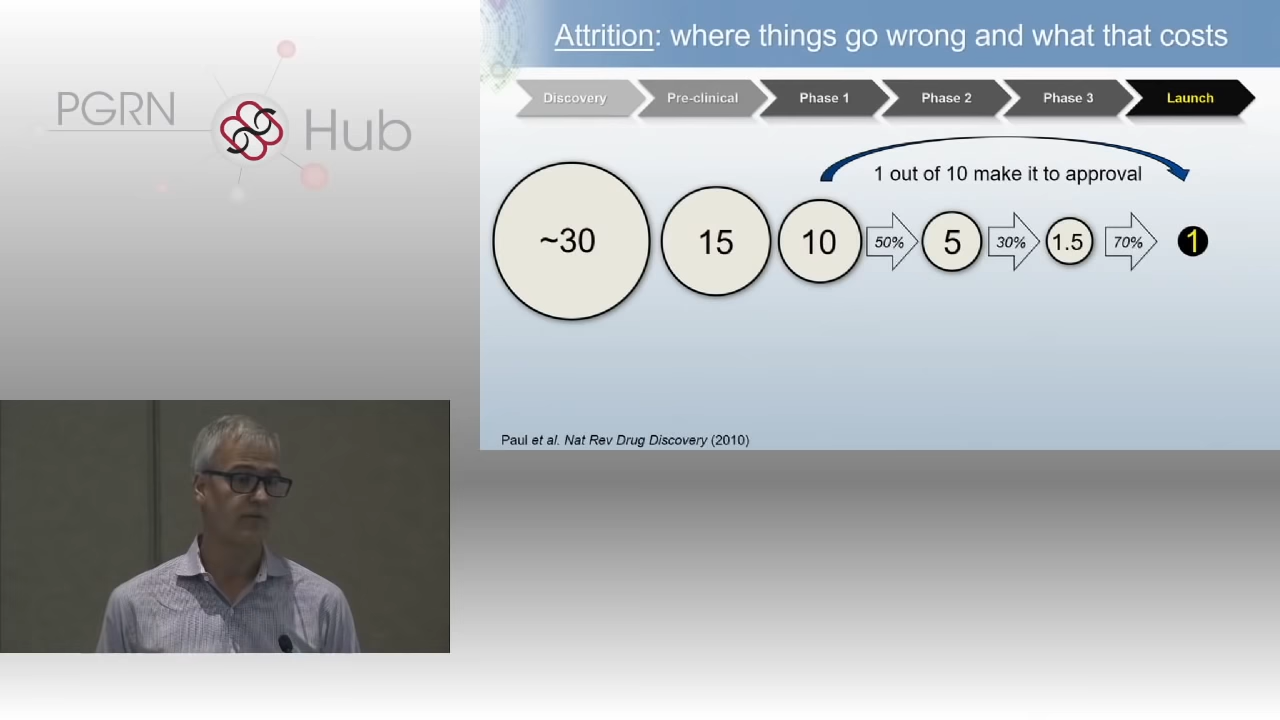 PGRN
Hub
Attrition: where things go wrong and what that costs
Discovery
Pre-clinical
Phase 1
Phase 2
Phase 3
Launch
1 out of 10 make it to approval
~30
15
10
50%
5
30%
1.5
70%
1
Paul et al. Nat Rev Drug Discovery (2010)